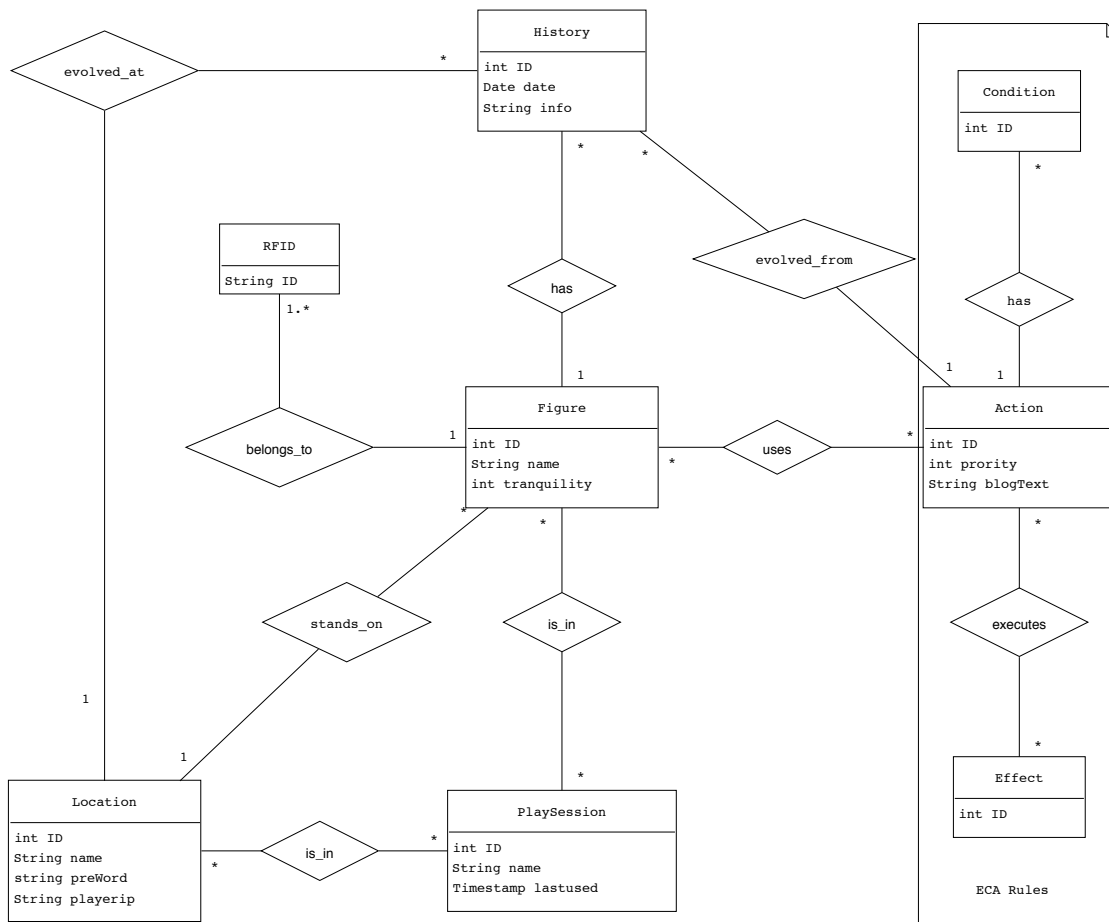 History
int ID
Date date
String info
evolved_at
*
*
*
Condition
int ID
*
RFID
String ID
1.*
evolved_from
has
has
1
1
1
Figure
int ID
String name
int tranquility
belongs_to
1
*
uses
*
Action
int ID
int prority
String blogText
*
*
*
stands_on
is_in
executes
1
1
*
*
Location
int ID
String name
string preWord
String playerip
*
is_in
*
PlaySession
int ID
String name
Timestamp lastused
Effect
int ID
ECA Rules